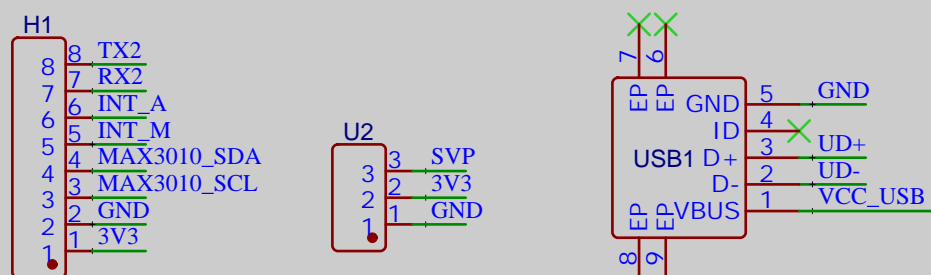 H1
8 8 TX2
7 7 RX2
6 6 INT_A
5 5 INT_M
4 4 MAX3010_SDA
3 3 MAX3010_SCL
2 2 GND
1 1 3V3
U2
3 3 SVP
2 2 3V3
1 1 GND
7 6
EP EP
USB1
GND 5 GND
ID 4
D+ 3 UD+
D- 2 UD-
VBUS 1 VCC_USB
EP EP
8 9